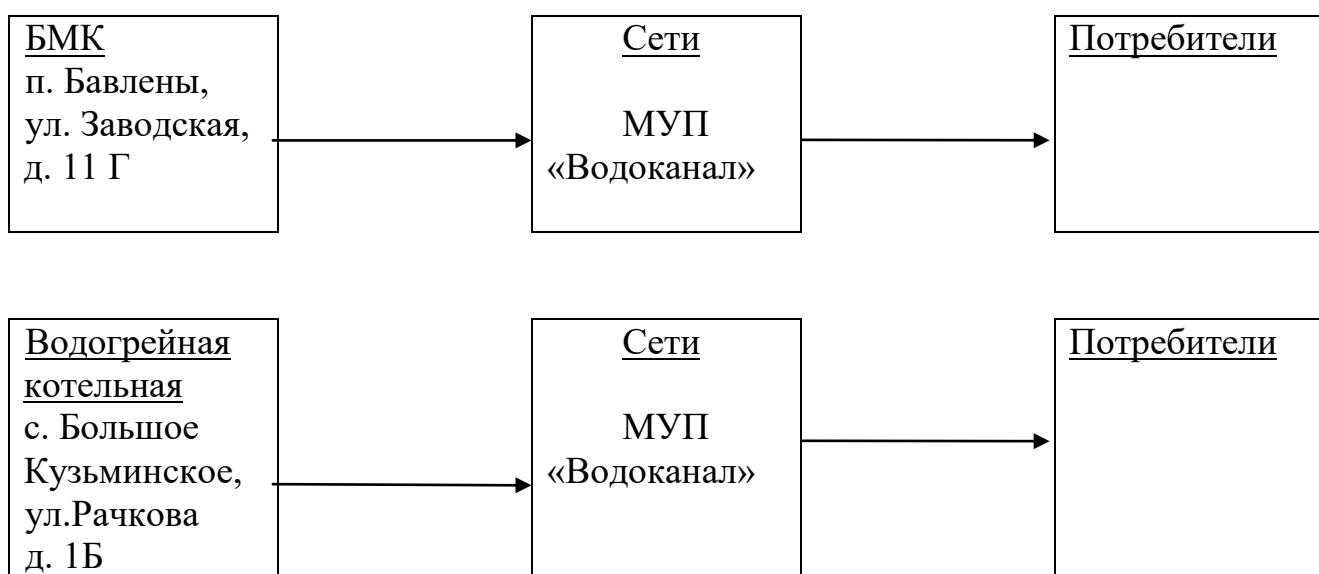 БМК
п. Бавлены,
ул. Заводская,
д. 11 Г
Сети
МУП
«Водоканал»
Потребители
Водогрейная
котельная
с. Большое
Кузьминское,
ул.Рачкова
д. 1Б
Сети
МУП
«Водоканал»
Потребители